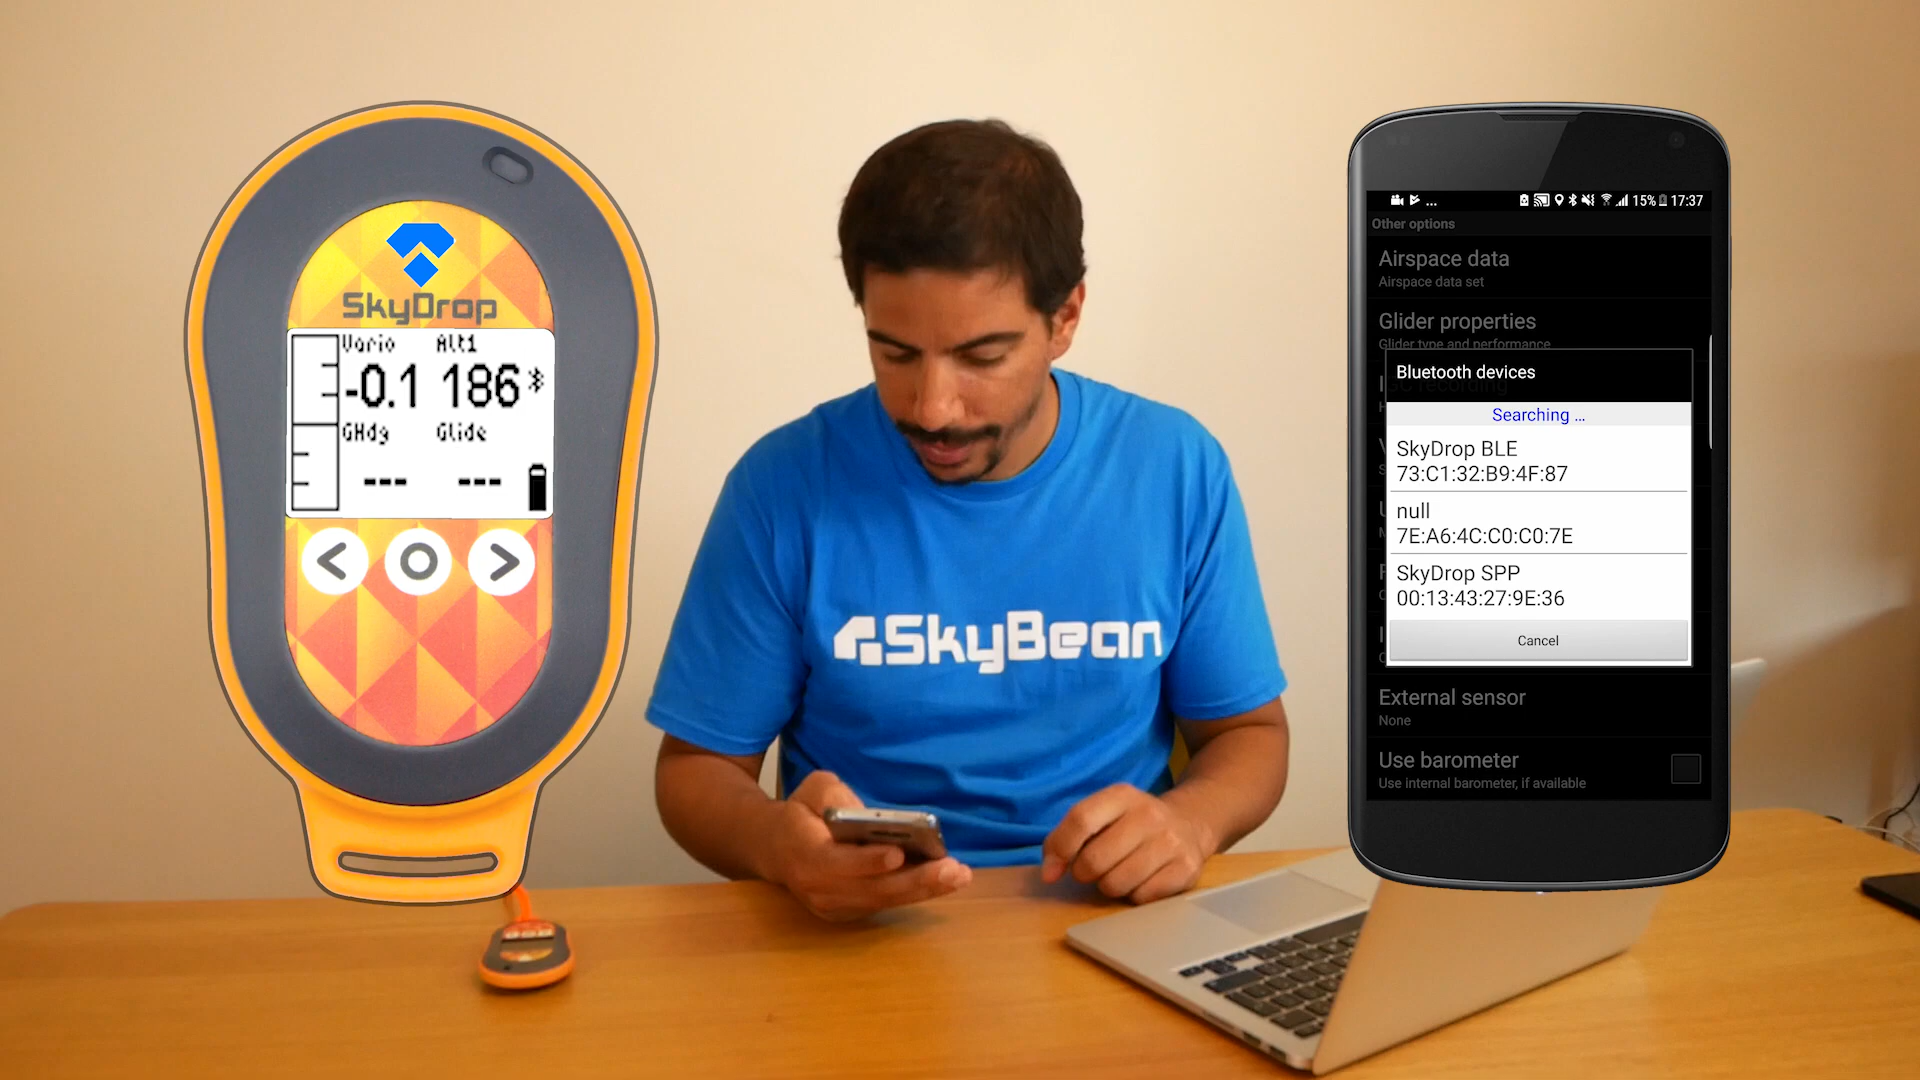 SkyDrop
Vario Alt1
-0.1 186
GHdg Glide
--- ---
SkyBean
... 15% 17:37
Other options
Airspace data
Airspace data set
Glider properties
Glider type and performance
Bluetooth devices
Searching ...
SkyDrop BLE
73:C1:32:B9:4F:87
null
7E:A6:4C:C0:C0:7E
SkyDrop SPP
00:13:43:27:9E:36
Cancel
External sensor
None
Use barometer
Use internal barometer, if available